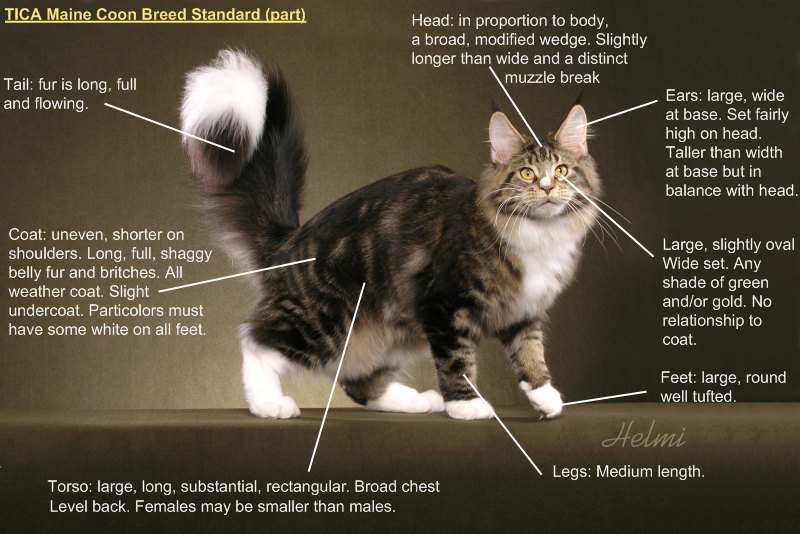 TICA Maine Coon Breed Standard (part)
Head: in proportion to body,
a broad, modified wedge. Slightly
longer than wide and a distinct
muzzle break
Tail: fur is long, full
and flowing.
Ears: large, wide
at base. Set fairly
high on head.
Taller than width
at base but in
balance with head.
Coat: uneven, shorter on
shoulders. Long, full, shaggy
belly fur and britches. All
weather coat. Slight
undercoat. Particolors must
have some white on all feet.
Large, slightly oval
Wide set. Any
shade of green
and/or gold. No
relationship to
coat.
Feet: large, round
well tufted.
Helmi
Legs: Medium length.
Torso: large, long, substantial, rectangular. Broad chest
Level back. Females may be smaller than males.